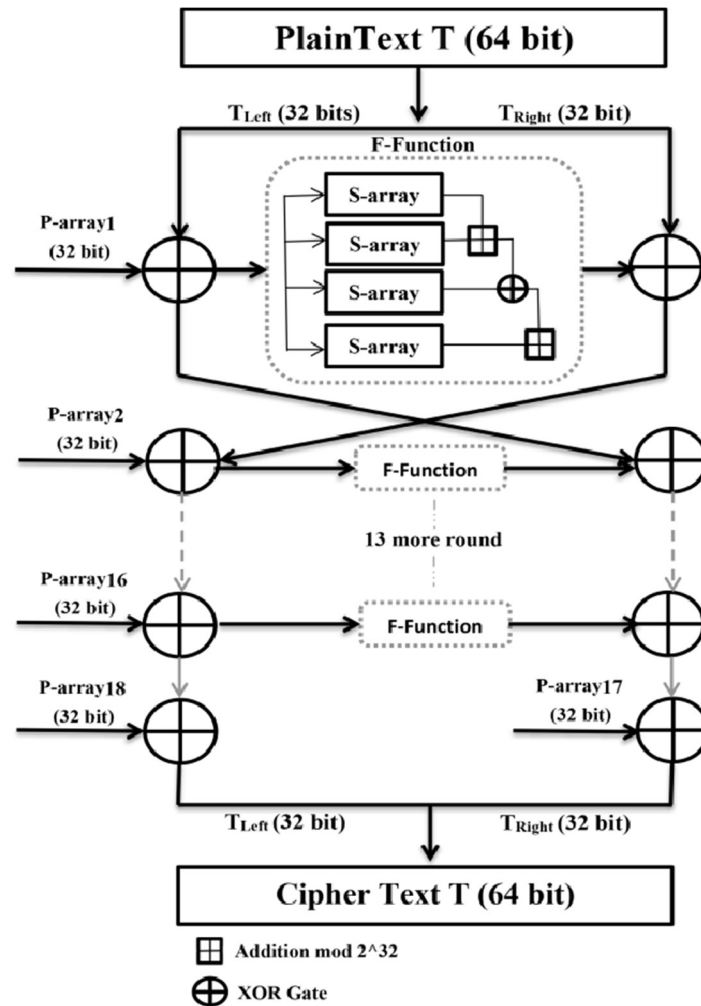 PlainText T (64 bit)
TLeft (32 bits)
TRight (32 bit)
F-Function
P-array1
(32 bit)
S-array
S-array
S-array
S-array
P-array2
(32 bit)
F-Function
13 more round
P-array16
(32 bit)
F-Function
P-array18
(32 bit)
P-array17
(32 bit)
TLeft (32 bit)
TRight (32 bit)
Cipher Text T (64 bit)
Addition mod 2^32
XOR Gate